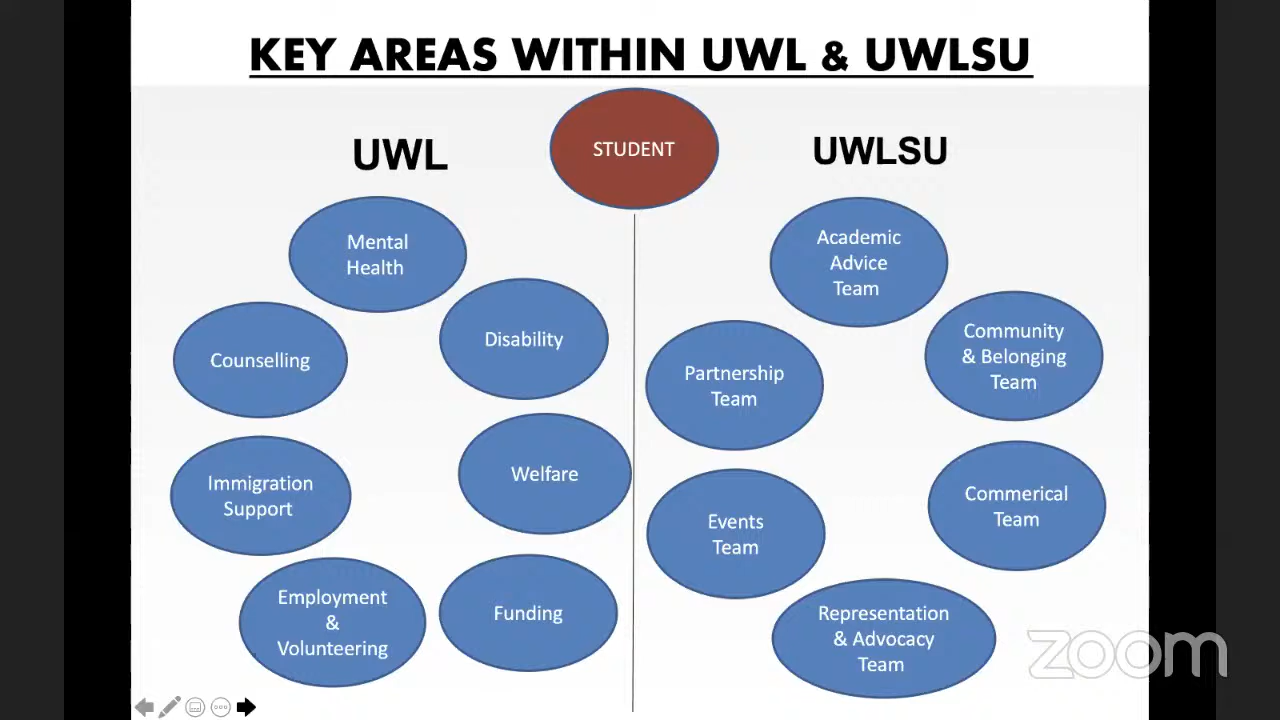 KEY AREAS WITHIN UWL & UWLSU
STUDENT
UWL
Mental
Health
Disability
Counselling
Welfare
Immigration
Support
Employment
&
Volunteering
Funding
UWLSU
Academic
Advice
Team
Community
& Belonging
Team
Partnership
Team
Commerical
Team
Events
Team
Representation
& Advocacy
Team
zoom